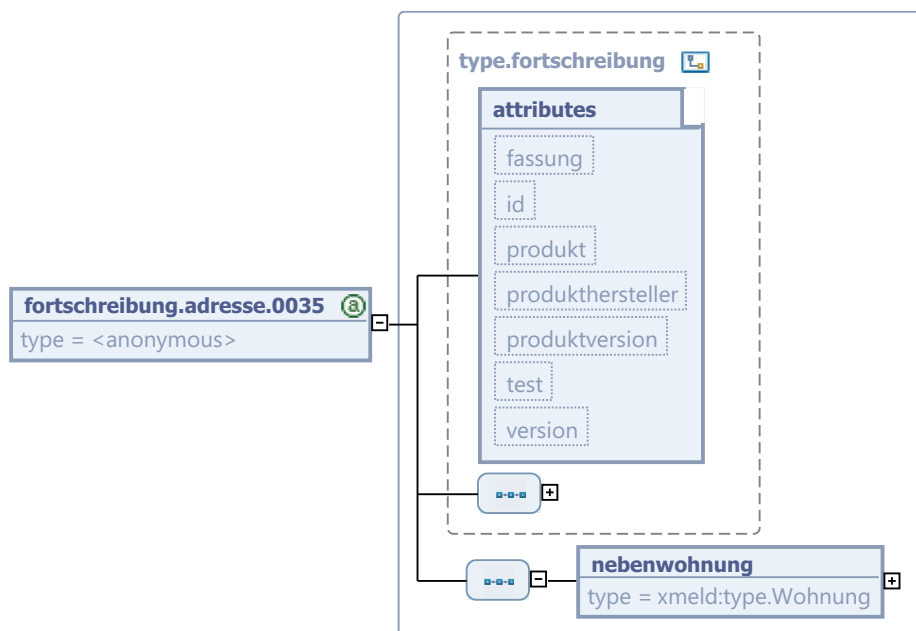 type.fortschreibung
attributes
fassung
id
produkt
produkthersteller
produktversion
test
version
fortschreibung.adresse.0035 a
type = <anonymous>
nebenwohnung
type = xmeld:type.Wohnung